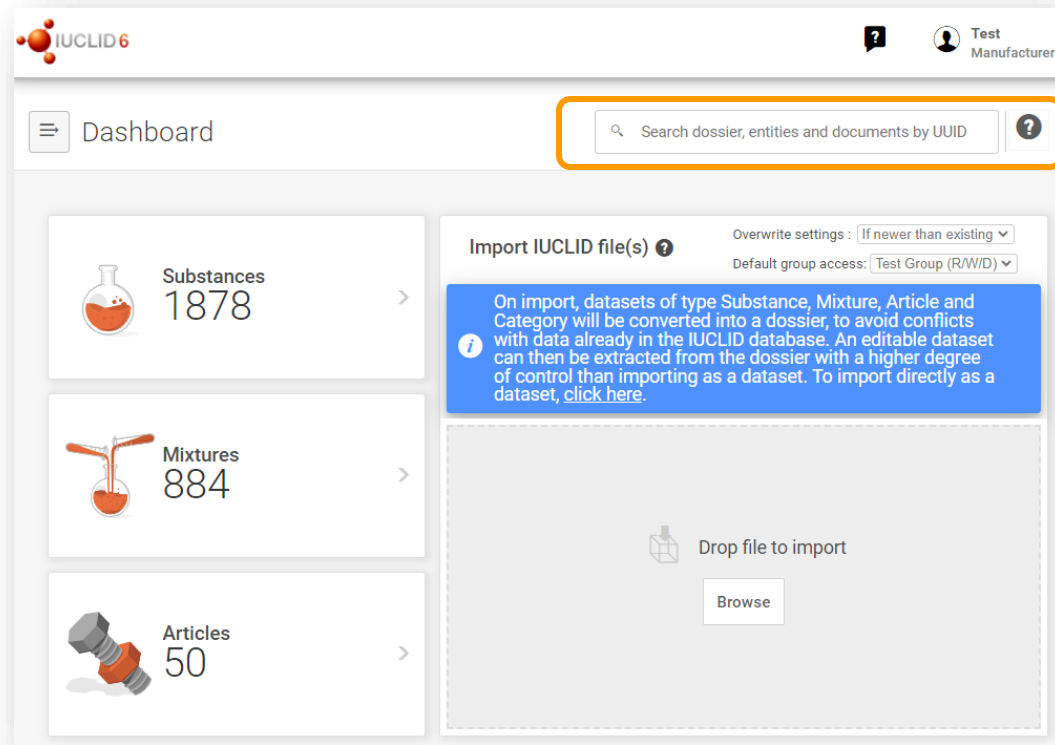 IUCLID 6
?
Test
Manufacturer
Dashboard
Search dossier, entities and documents by UUID
?
Substances
1878
Mixtures
884
Articles
50
Import IUCLID file(s) ?
Overwrite settings : If newer than existing
Default group access: Test Group (R/W/D)
i
On import, datasets of type Substance, Mixture, Article and
Category will be converted into a dossier, to avoid conflicts
with data already in the IUCLID database. An editable dataset
can then be extracted from the dossier with a higher degree
of control than importing as a dataset. To import directly as a
dataset, click here.
Drop file to import
Browse